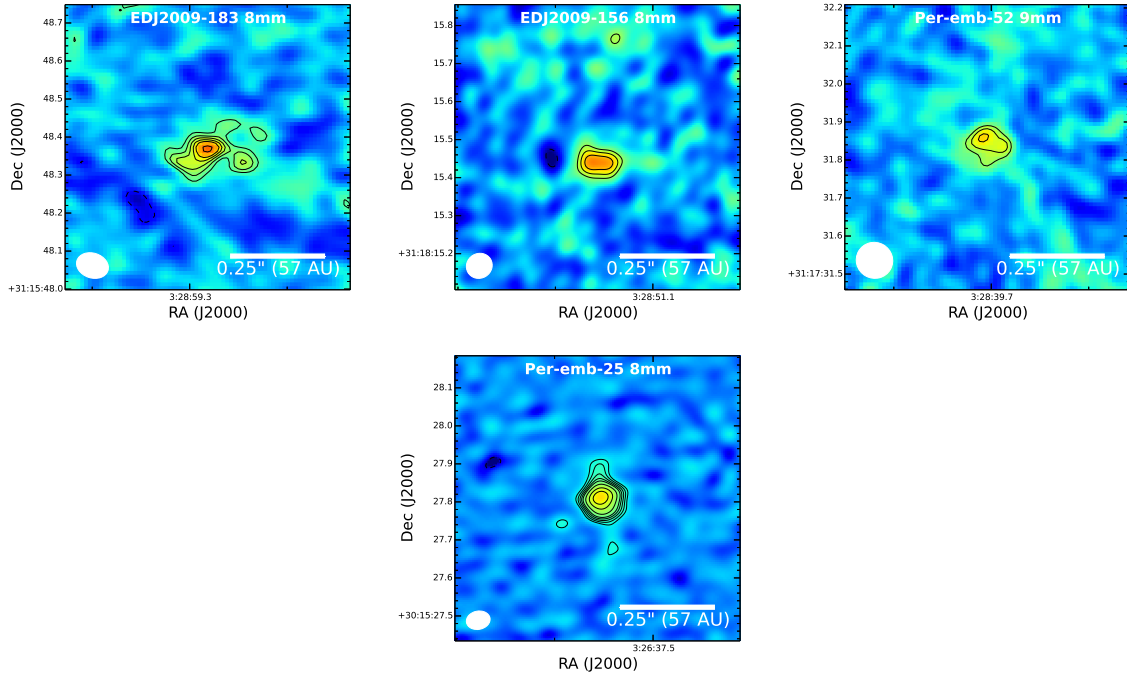 EDJ2009-183 8mm
48.7
48.6
48.5
48.4
48.3
48.2
48.1
+31:15:48.0
Dec (J2000)
0.25" (57 AU)
3:28:59.3
RA (J2000)
EDJ2009-156 8mm
15.8
15.7
15.6
15.5
15.4
15.3
+31:18:15.2
Dec (J2000)
0.25" (57 AU)
3:28:51.1
RA (J2000)
Per-emb-52 9mm
32.2
32.1
32.0
31.9
31.8
31.7
31.6
+31:17:31.5
Dec (J2000)
0.25" (57 AU)
3:28:39.7
RA (J2000)
Per-emb-25 8mm
28.1
28.0
27.9
27.8
27.7
27.6
+30:15:27.5
Dec (J2000)
0.25" (57 AU)
3:26:37.5
RA (J2000)